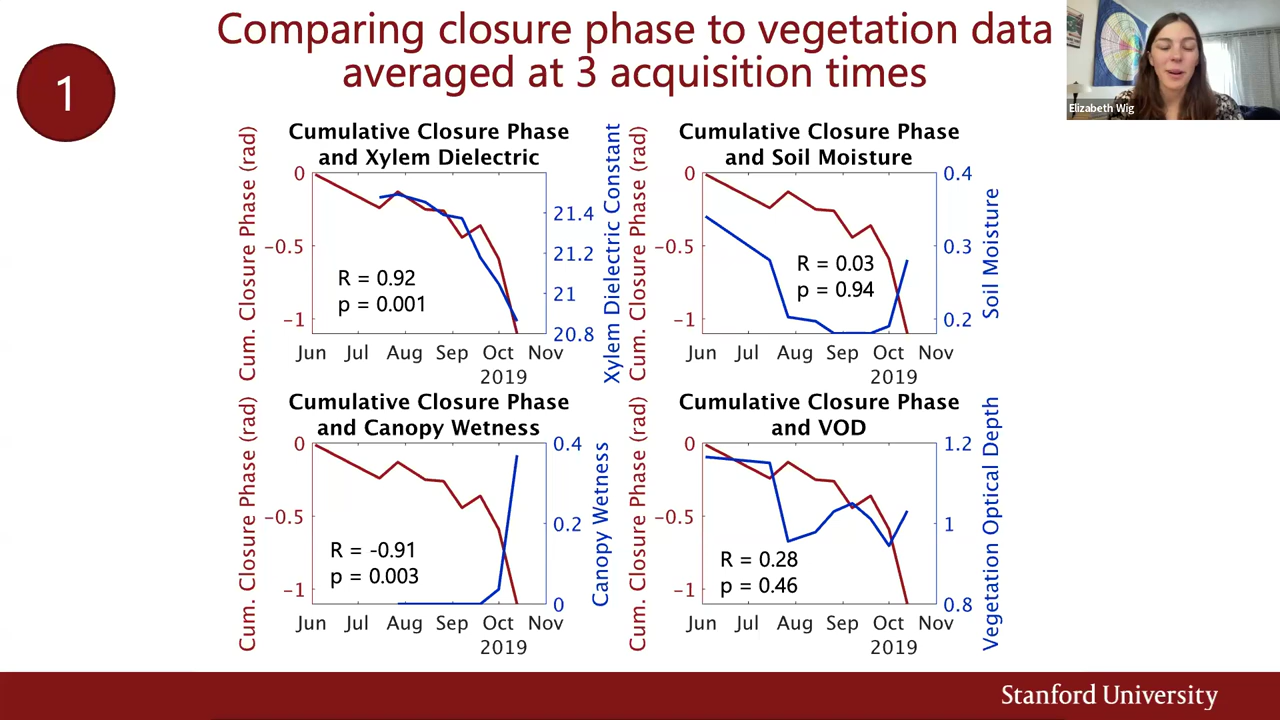 Comparing closure phase to vegetation data
averaged at 3 acquisition times
1
Elizabeth Wig
Cumulative Closure Phase
and Xylem Dielectric
Cum. Closure Phase (rad)
0
−0.5
−1
R = 0.92
p = 0.001
21.4
21.2
21
20.8
Xylem Dielectric Constant
Jun Jul Aug Sep Oct Nov
2019
Cumulative Closure Phase
and Soil Moisture
Cum. Closure Phase (rad)
0
−0.5
−1
R = 0.03
p = 0.94
0.4
0.3
0.2
Soil Moisture
Jun Jul Aug Sep Oct Nov
2019
Cumulative Closure Phase
and Canopy Wetness
Cum. Closure Phase (rad)
0
−0.5
−1
R = -0.91
p = 0.003
0.4
0.2
0
Canopy Wetness
Jun Jul Aug Sep Oct Nov
2019
Cumulative Closure Phase
and VOD
Cum. Closure Phase (rad)
0
−0.5
−1
R = 0.28
p = 0.46
1.2
1
0.8
Vegetation Optical Depth
Jun Jul Aug Sep Oct Nov
2019
Stanford University